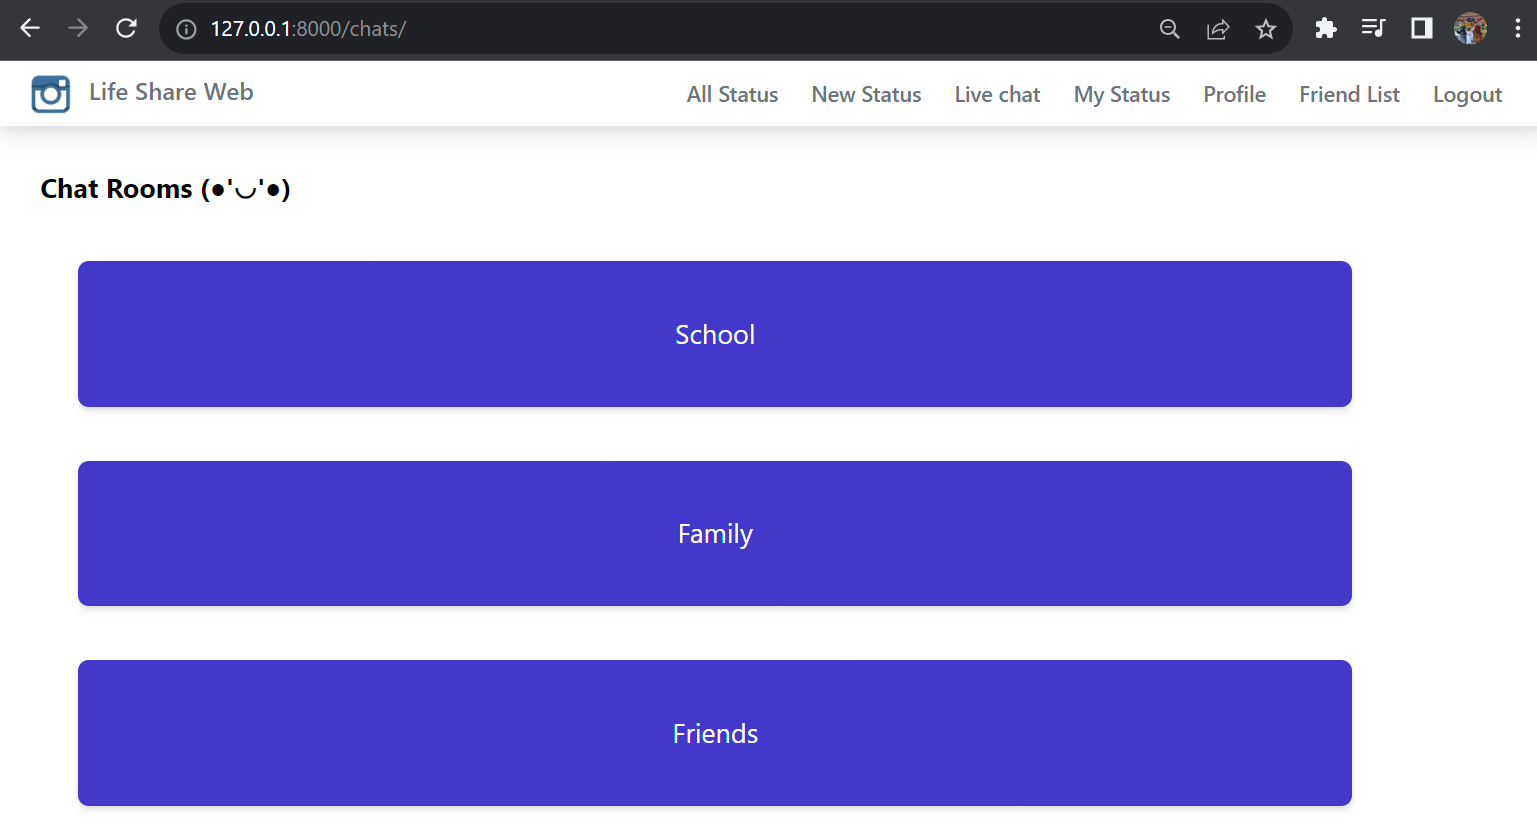 127.0.0.1:8000/chats/
Life Share Web
All Status New Status Live chat My Status Profile Friend List Logout
Chat Rooms (●'◡'●)
School
Family
Friends